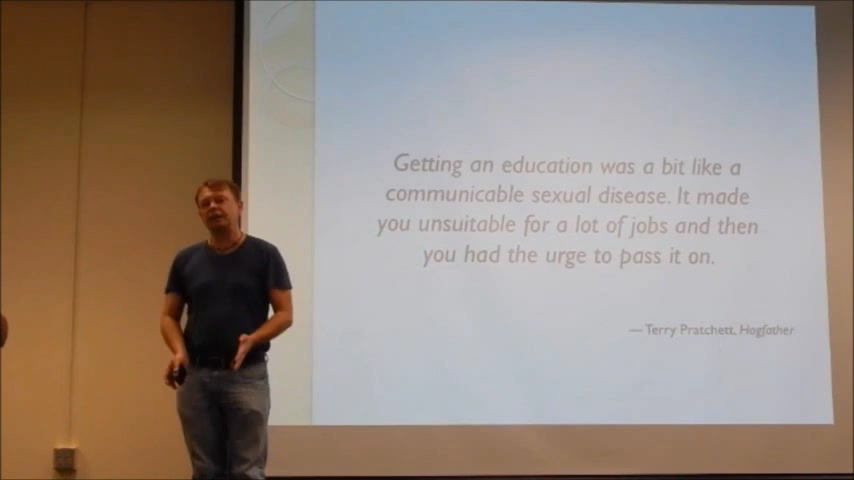 Getting an education was a bit like a
communicable sexual disease. It made
you unsuitable for a lot of jobs and then
you had the urge to pass it on.
— Terry Pratchett, Hogfather